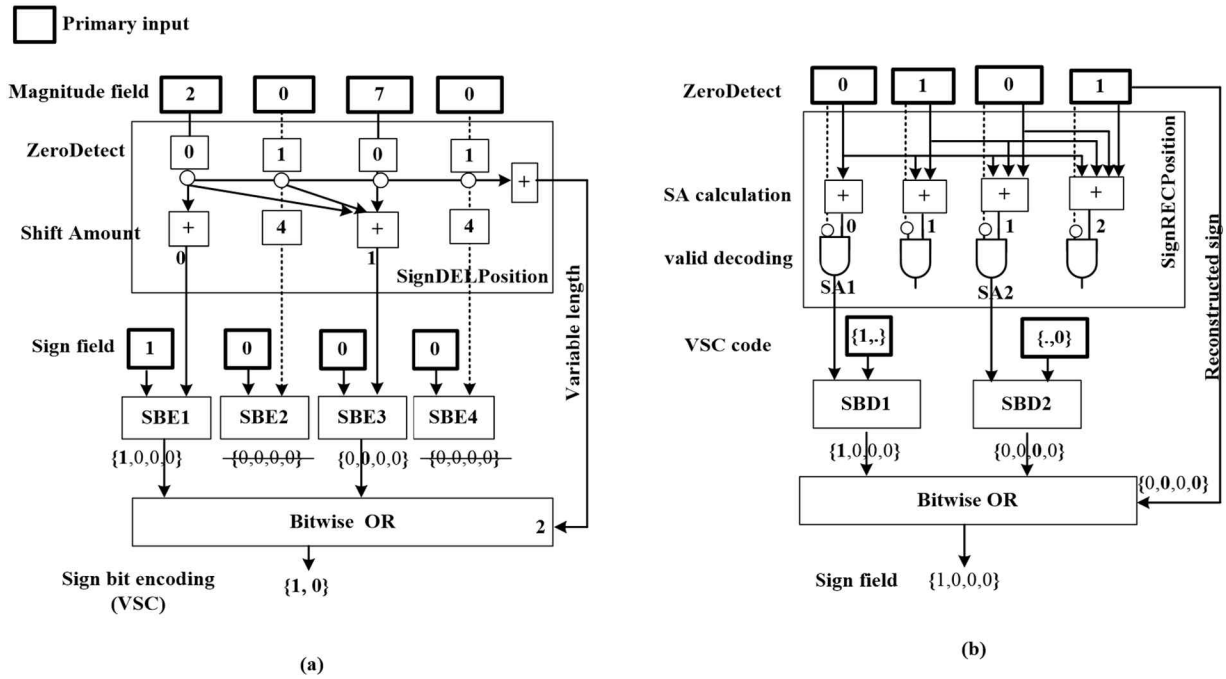 Primary input
Magnitude field 2 0 7 0
ZeroDetect 0 1 0 1
+
Shift Amount + 4 + 4
0 1
SignDELPosition
Variable length
Sign field 1 0 0 0
SBE1 SBE2 SBE3 SBE4
{1,0,0,0} {0,0,0,0} {0,0,0,0} {0,0,0,0}
Bitwise OR 2
Sign bit encoding
(VSC)
{1, 0}
(a)
ZeroDetect 0 1 0 1
SA calculation + + + +
0 1 1 2
valid decoding
SA1 SA2
SignRECPosition
Reconstructed sign
VSC code {1,.} {.,0}
SBD1 SBD2
{1,0,0,0} {0,0,0,0}
{0,0,0,0}
Bitwise OR
Sign field {1,0,0,0}
(b)